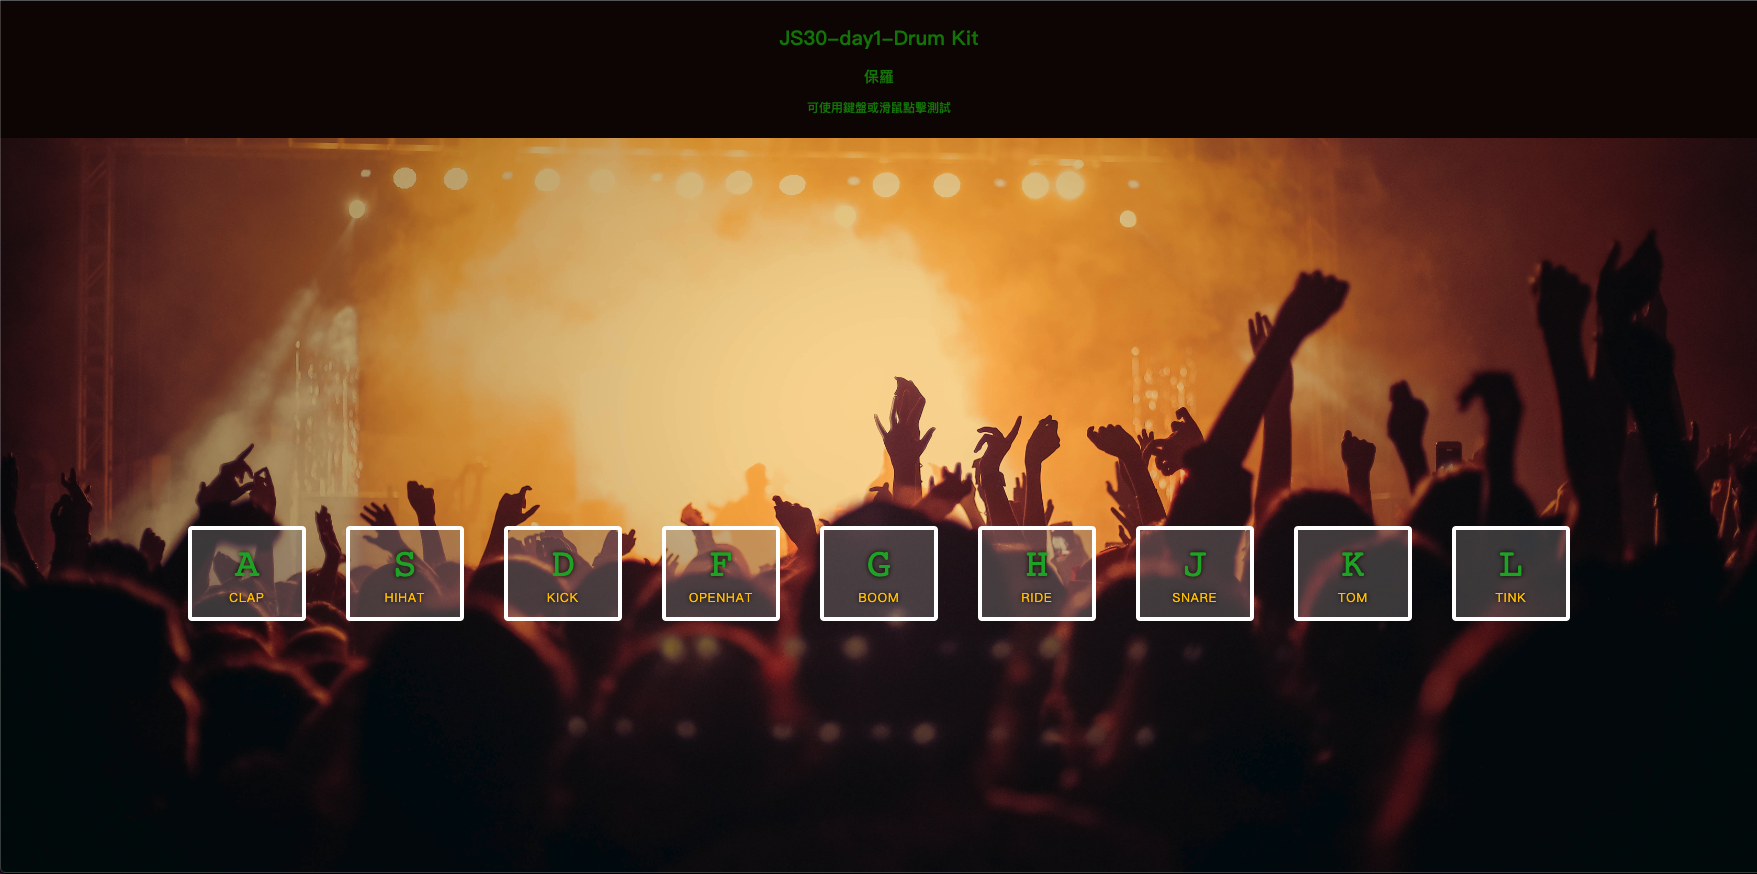 JS30-day1-Drum Kit
保羅
可使用鍵盤或滑鼠點擊測試
A S D F G H J K L
CLAP HIHAT KICK OPENHAT BOOM RIDE SNARE TOM TINK